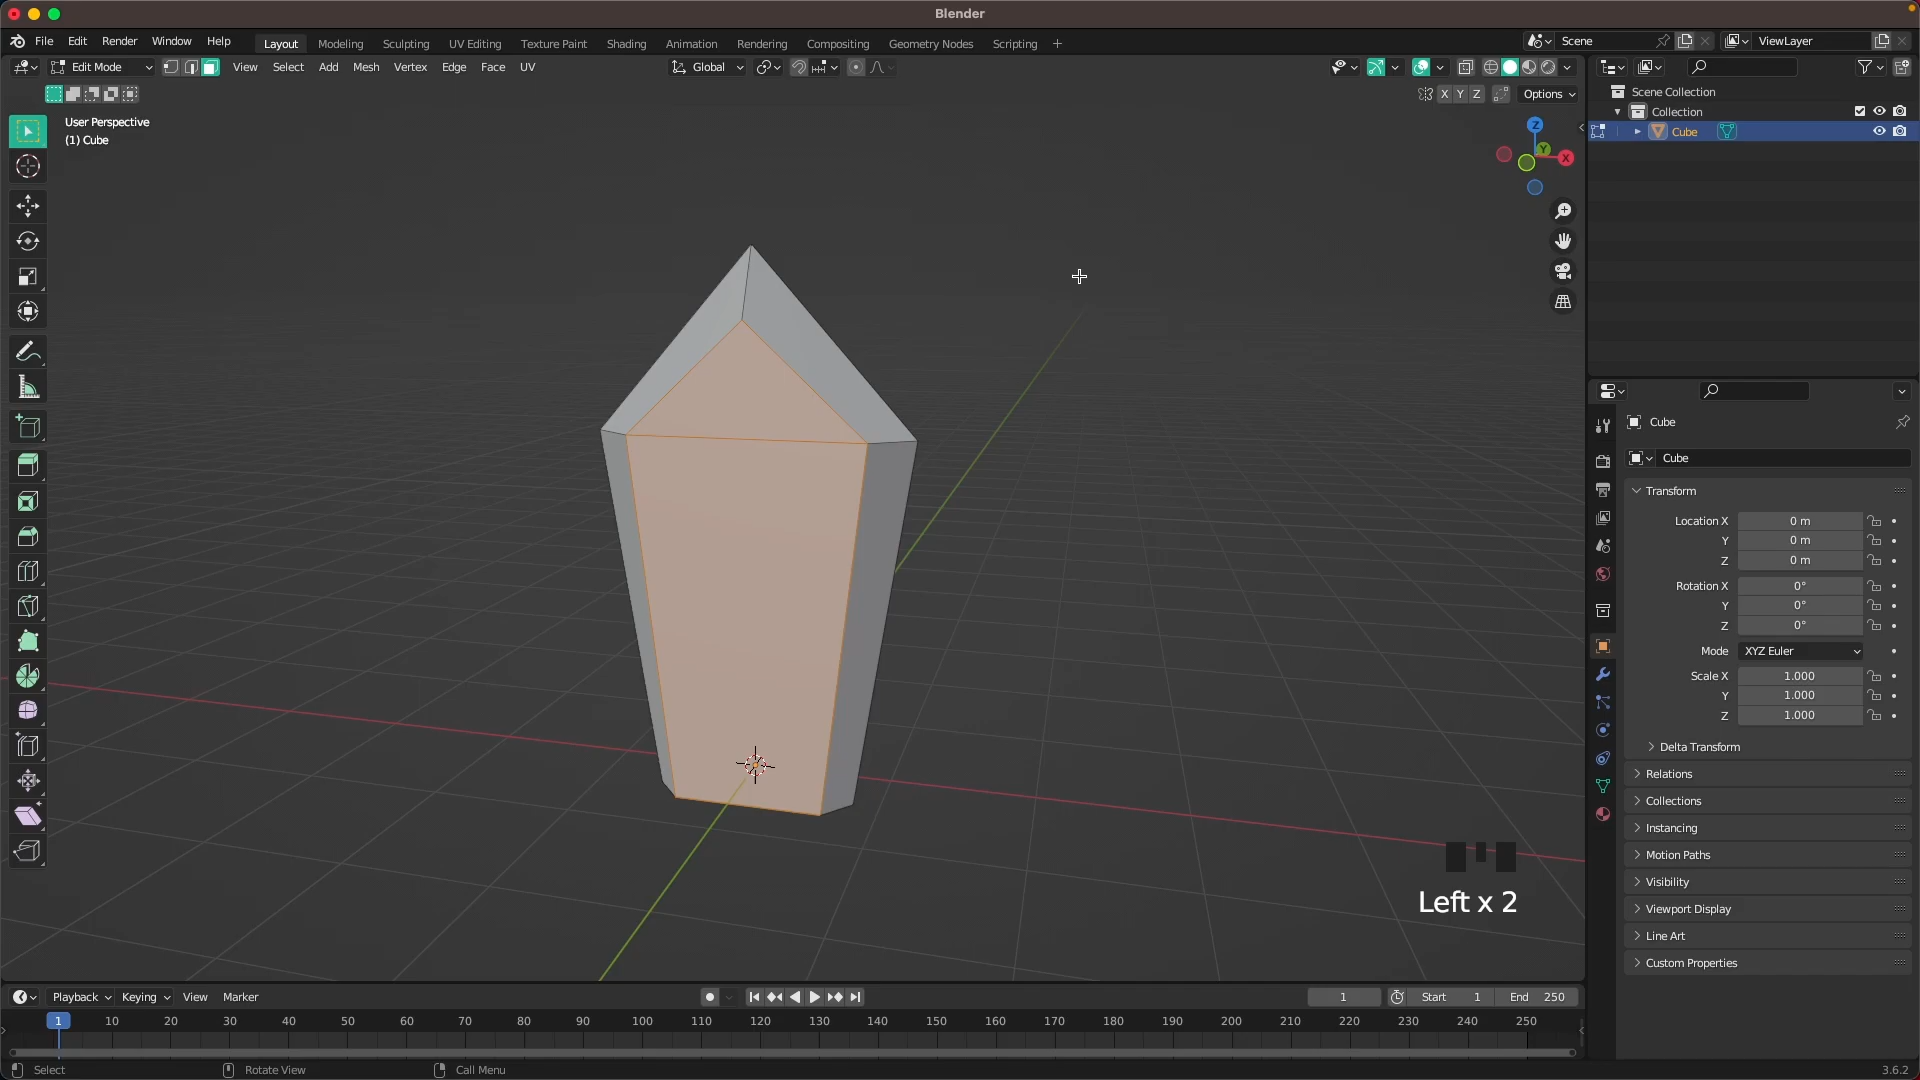 Blender
File Edit Render Window Help Layout Modeling Sculpting UV Editing Texture Paint Shading Animation Rendering Compositing Geometry Nodes Scripting + Scene ViewLayer
Edit Mode View Select Add Mesh Vertex Edge Face UV Global
X Y Z Options
User Perspective
(1) Cube
Z
Y
X
Scene Collection
Collection
Cube
Cube
Cube
Transform
Location X 0 m
Y 0 m
Z 0 m
Rotation X 0°
Y 0°
Z 0°
Mode XYZ Euler
Scale X 1.000
Y 1.000
Z 1.000
Delta Transform
Relations
Collections
Instancing
Motion Paths
Visibility
Viewport Display
Line Art
Custom Properties
Left x 2
Playback Keying View Marker 1 Start 1 End 250
1 10 20 30 40 50 60 70 80 90 100 110 120 130 140 150 160 170 180 190 200 210 220 230 240 250
Select Rotate View Call Menu 3.6.2